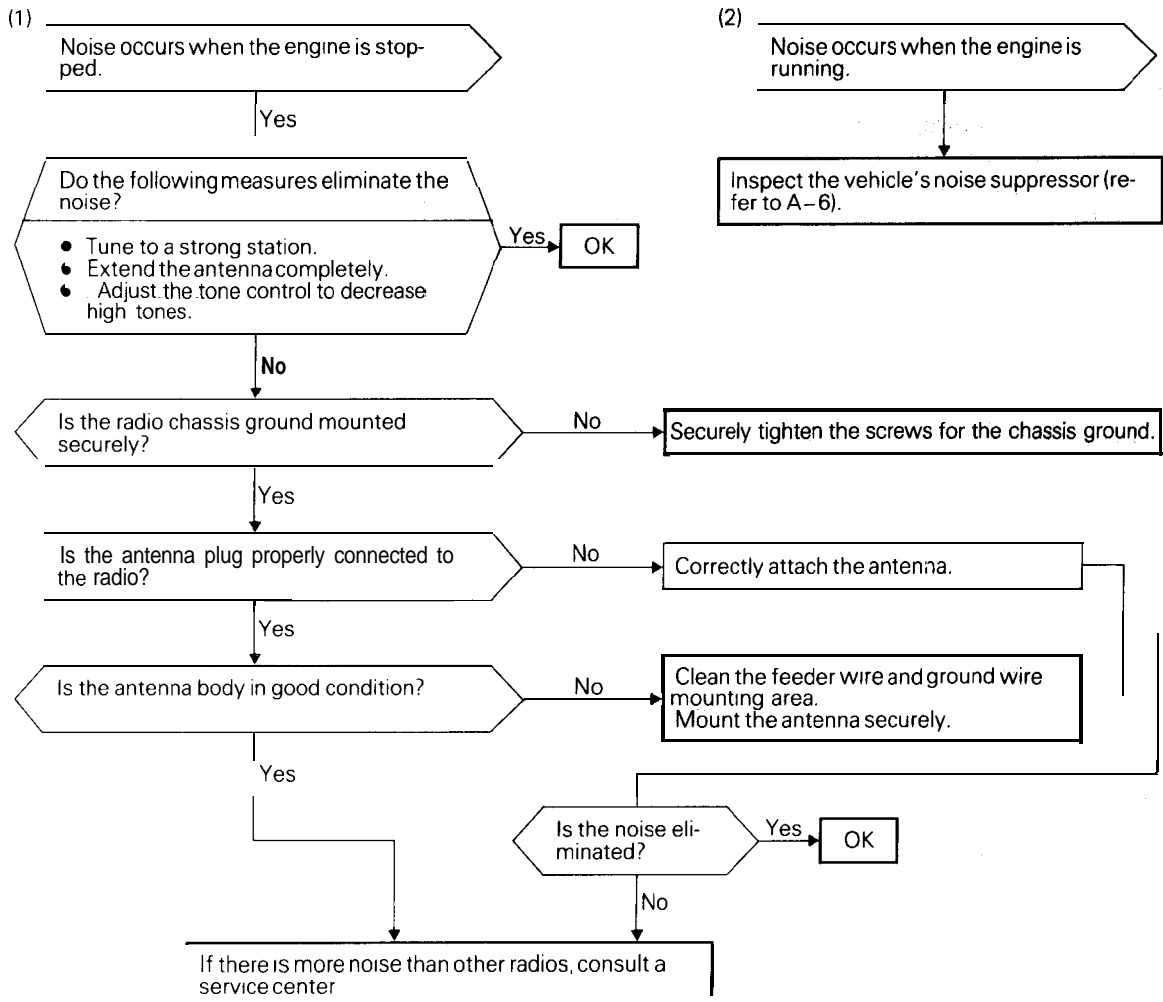 (1)
Noise occurs when the engine is stop-
ped.
Yes
Do the following measures eliminate the
noise?
● Tune to a strong station.
● Extend the antenna completely.
● Adjust the tone control to decrease
high tones.
Yes
OK
No
Is the radio chassis ground mounted
securely?
No
Securely tighten the screws for the chassis ground.
Yes
Is the antenna plug properly connected to
the radio?
No
Correctly attach the antenna.
Yes
Is the antenna body in good condition?
No
Clean the feeder wire and ground wire
mounting area.
Mount the antenna securely.
Yes
Is the noise eli-
minated?
Yes
OK
No
If there is more noise than other radios, consult a
service center
(2)
Noise occurs when the engine is
running.
Inspect the vehicle's noise suppressor (re-
fer to A-6).